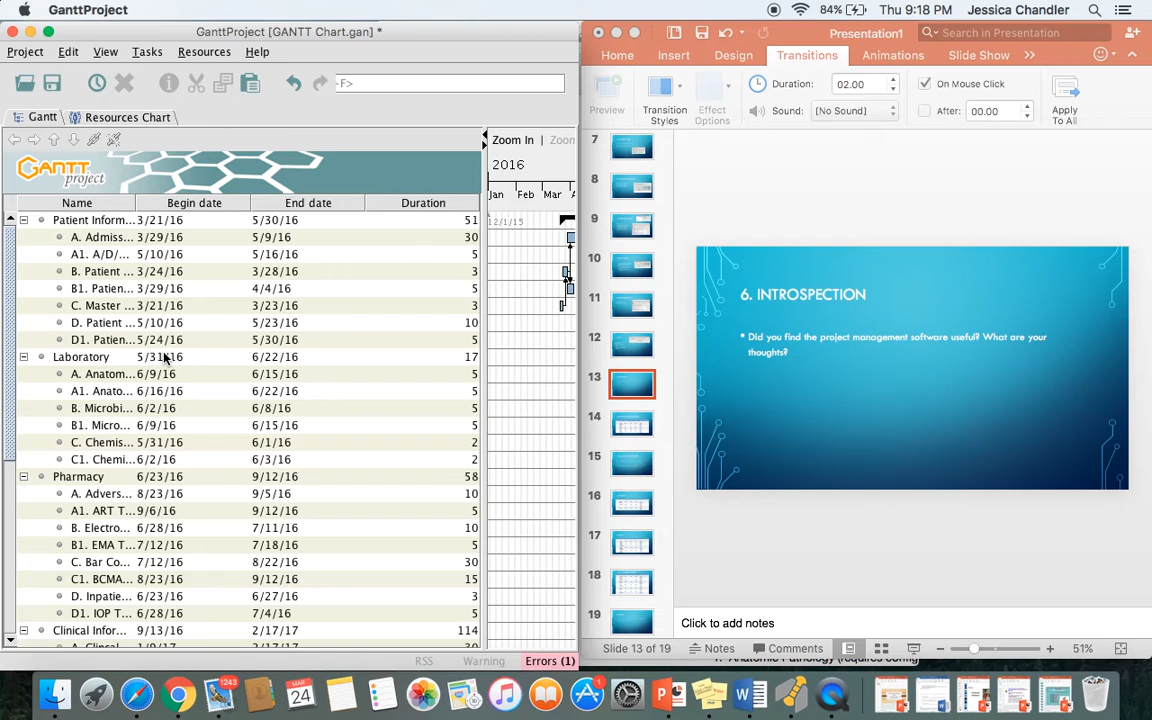 GanttProject
84%
Thu 9:18 PM
Jessica Chandler
GanttProject [GANTT Chart.gan] *
Project Edit View Tasks Resources Help
-F>
Gantt
Resources Chart
Zoom In | Zoom
GANTT
project
2016
Jan Feb Mar
12/1/15
Name Begin date End date Duration
Patient Inform... 3/21/16 5/30/16 51
A. Admiss... 3/29/16 5/9/16 30
A1. A/D/... 5/10/16 5/16/16 5
B. Patient ... 3/24/16 3/28/16 3
B1. Patien... 3/29/16 4/4/16 5
C. Master ... 3/21/16 3/23/16 3
D. Patient ... 5/10/16 5/23/16 10
D1. Patien... 5/24/16 5/30/16 5
Laboratory 5/31/16 6/22/16 17
A. Anatom... 6/9/16 6/15/16 5
A1. Anato... 6/16/16 6/22/16 5
B. Microbi... 6/2/16 6/8/16 5
B1. Micro... 6/9/16 6/15/16 5
C. Chemis... 5/31/16 6/1/16 2
C1. Chemi... 6/2/16 6/3/16 2
Pharmacy 6/23/16 9/12/16 58
A. Advers... 8/23/16 9/5/16 10
A1. ART T... 9/6/16 9/12/16 5
B. Electro... 6/28/16 7/11/16 10
B1. EMA T... 7/12/16 7/18/16 5
C. Bar Co... 7/12/16 8/22/16 30
C1. BCMA... 8/23/16 9/12/16 15
D. Inpatie... 6/23/16 6/27/16 3
D1. IOP T... 6/23/16 7/4/16 5
Clinical Infor... 9/13/16 2/17/17 114
RSS Warning Errors (1)
Presentation1
Search in Presentation
Home Insert Design Transitions Animations Slide Show
Preview
Transition
Styles
Effect
Options
Duration: 02.00
Sound: [No Sound]
On Mouse Click
After: 00.00
Apply
To All
7
8
9
10
11
12
13
14
15
16
17
18
19
6. INTROSPECTION
Did you find the project management software useful? What are your
thoughts?
Click to add notes
Slide 13 of 19
Notes
Comments
51%
1243
MAR
24
1